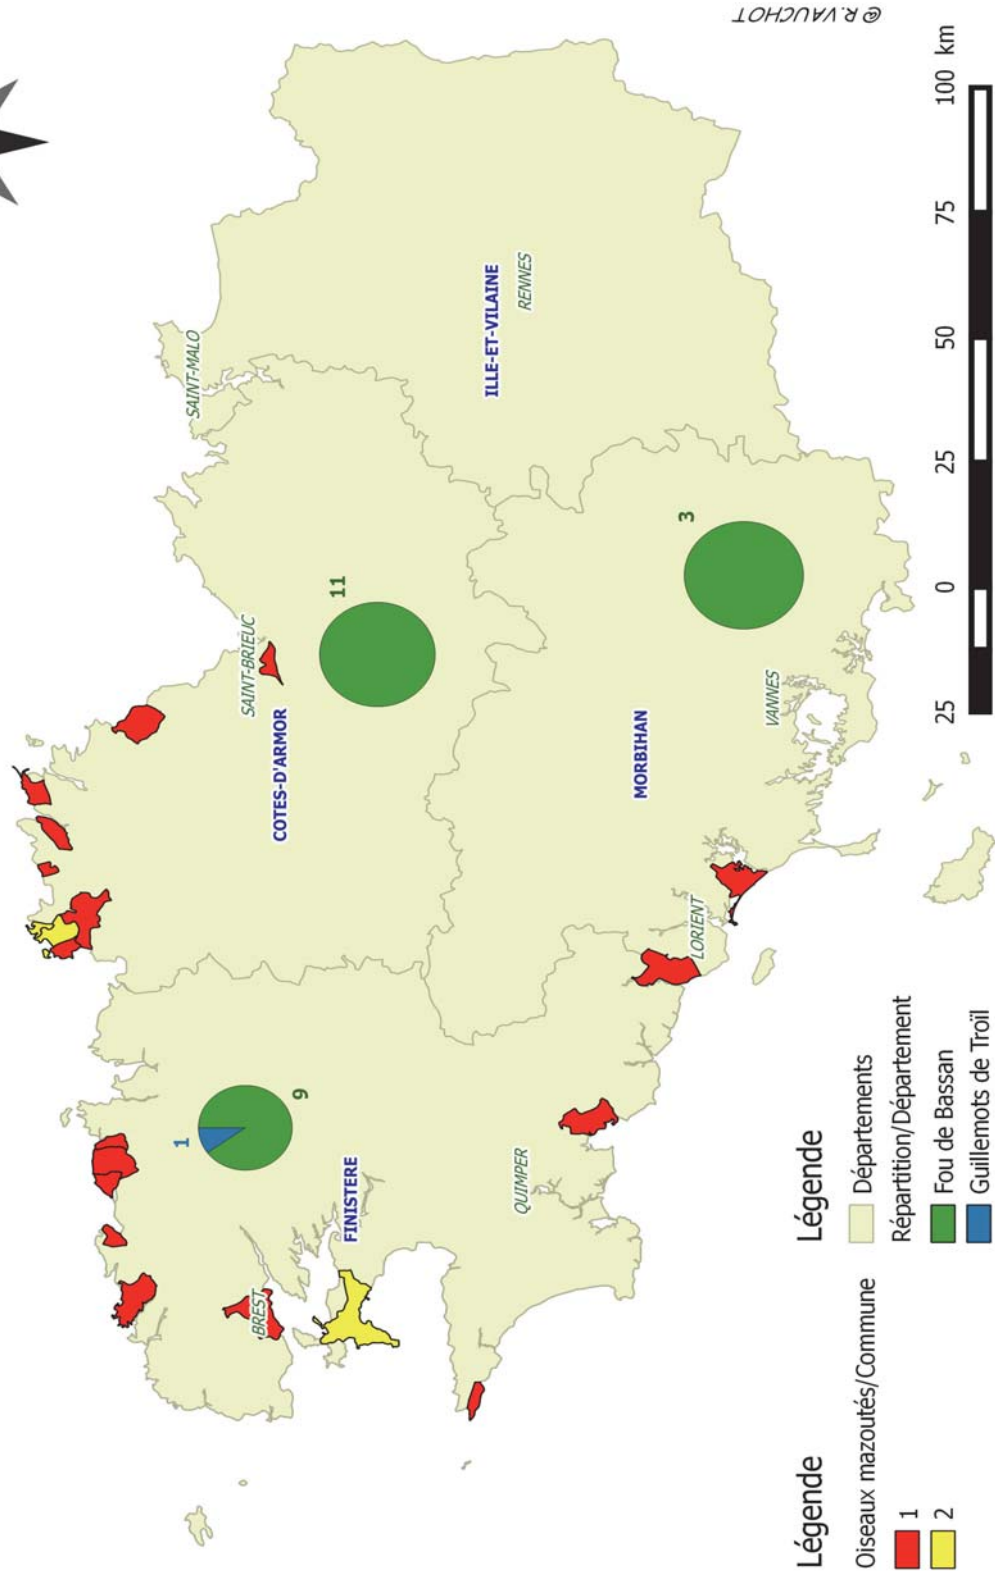 @R.VAUCHOT
SAINT-MALO
SAINT-BRIEUC
11
COTES-D'ARMOR
ILLE-ET-VILAINE
RENNES
1
9
FINISTERE
BREST
QUIMPER
MORBIHAN
3
VANNES
LORIENT
Légende
Oiseaux mazoutés/Commune
1
2
Légende
Départements
Répartition/Département
Fou de Bassan
Guillemots de Troïl
25 0 25 50 75 100 km